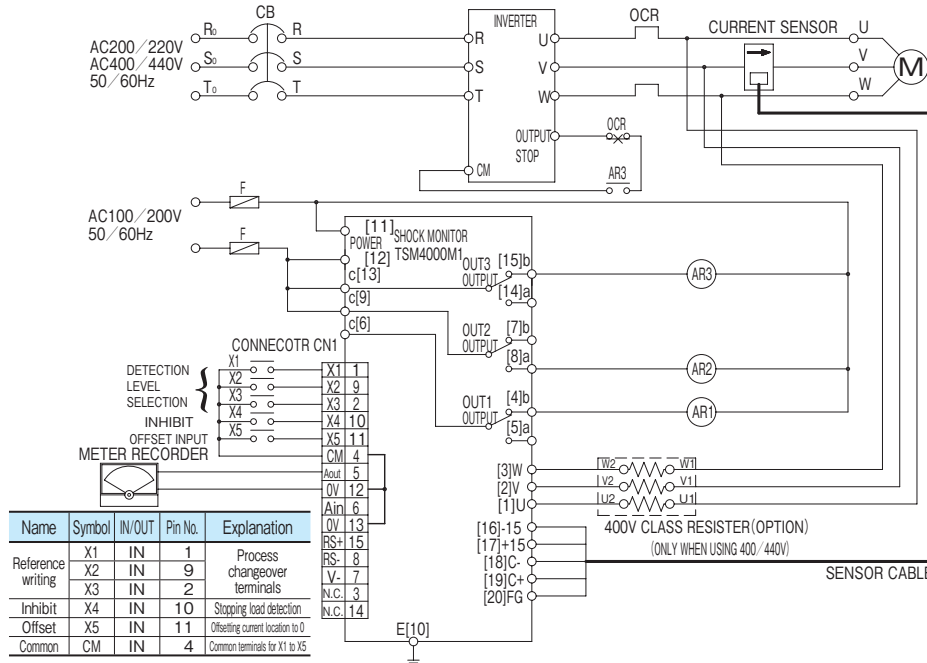 CB
INVERTER
OCR
CURRENT SENSOR
AC200/220V
AC400/440V
50/60Hz
R0 R R U U
S0 S S V V M
T0 T T W W
OUTPUT STOP
OCR
CM
AR3
AC100/200V
50/60Hz
F
F
[11]
POWER
[12]
SHOCK MONITOR
TSM4000M1
c[13]
OUT3 OUTPUT
[15]b
[14]a
AR3
c[9]
OUT2 OUTPUT
[7]b
[8]a
AR2
c[6]
OUT1 OUTPUT
[4]b
[5]a
AR1
CONNECOTR CN1
DETECTION
LEVEL
SELECTION
INHIBIT
OFFSET INPUT
X1
X2
X3
X4
X5
METER RECORDER
X1 1
X2 9
X3 2
X4 10
X5 11
CM 4
Aout 5
0V 12
Ain 6
0V 13
RS+ 15
RS- 8
V- 7
N.C. 3
N.C. 14
[3]W W2 W1
[2]V V2 V1
[1]U U2 U1
400V CLASS RESISTER(OPTION)
(ONLY WHEN USING 400/440V)
[16]-15
[17]+15
[18]C-
[19]C+
[20]FG
SENSOR CABLE
E[10]
Name Symbol IN/OUT Pin No. Explanation
Reference writing X1 IN 1 Process changeover terminals
X2 IN 9
X3 IN 2
Inhibit X4 IN 10 Stopping load detection
Offset X5 IN 11 Offsetting current location to 0
Common CM IN 4 Common terminals for X1 to X5